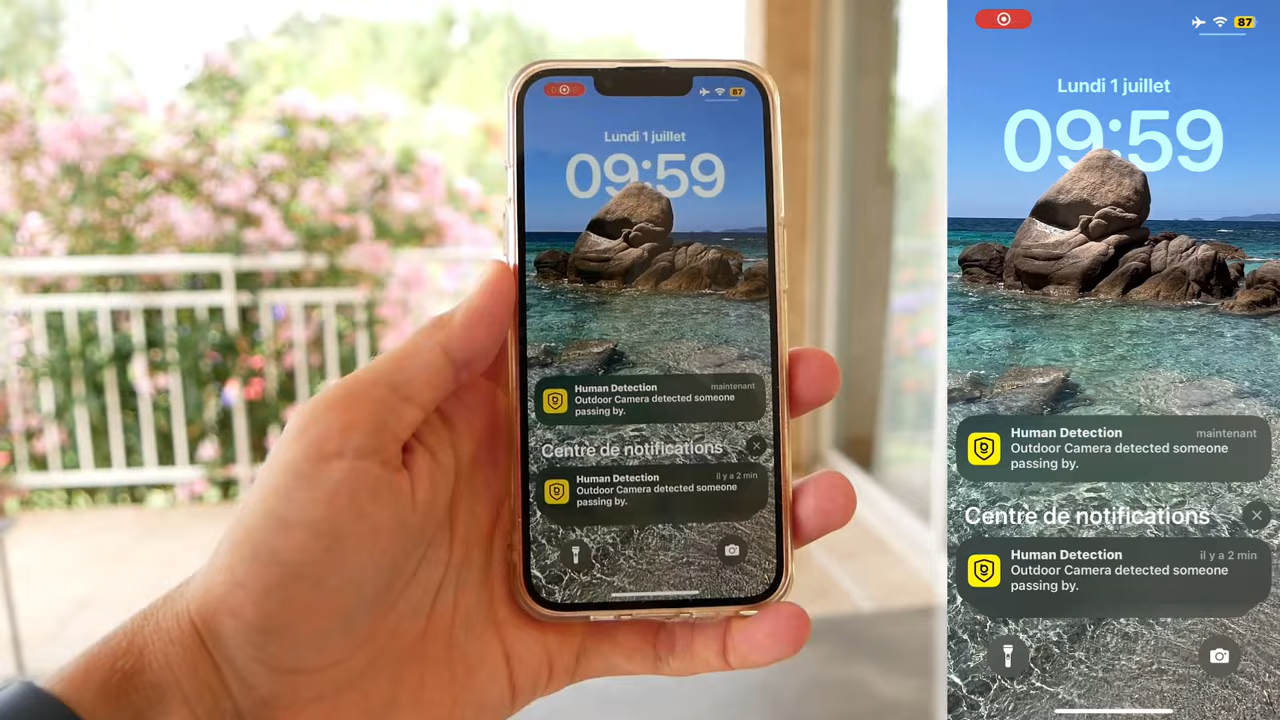 87
Lundi 1 juillet
09:59
Human Detection
maintenant
Outdoor Camera detected someone
passing by.
Centre de notifications
Human Detection
il y a 2 min
Outdoor Camera detected someone
passing by.
87
Lundi 1 juillet
09:59
Human Detection
maintenant
Outdoor Camera detected someone
passing by.
Centre de notifications
Human Detection
il y a 2 min
Outdoor Camera detected someone
passing by.